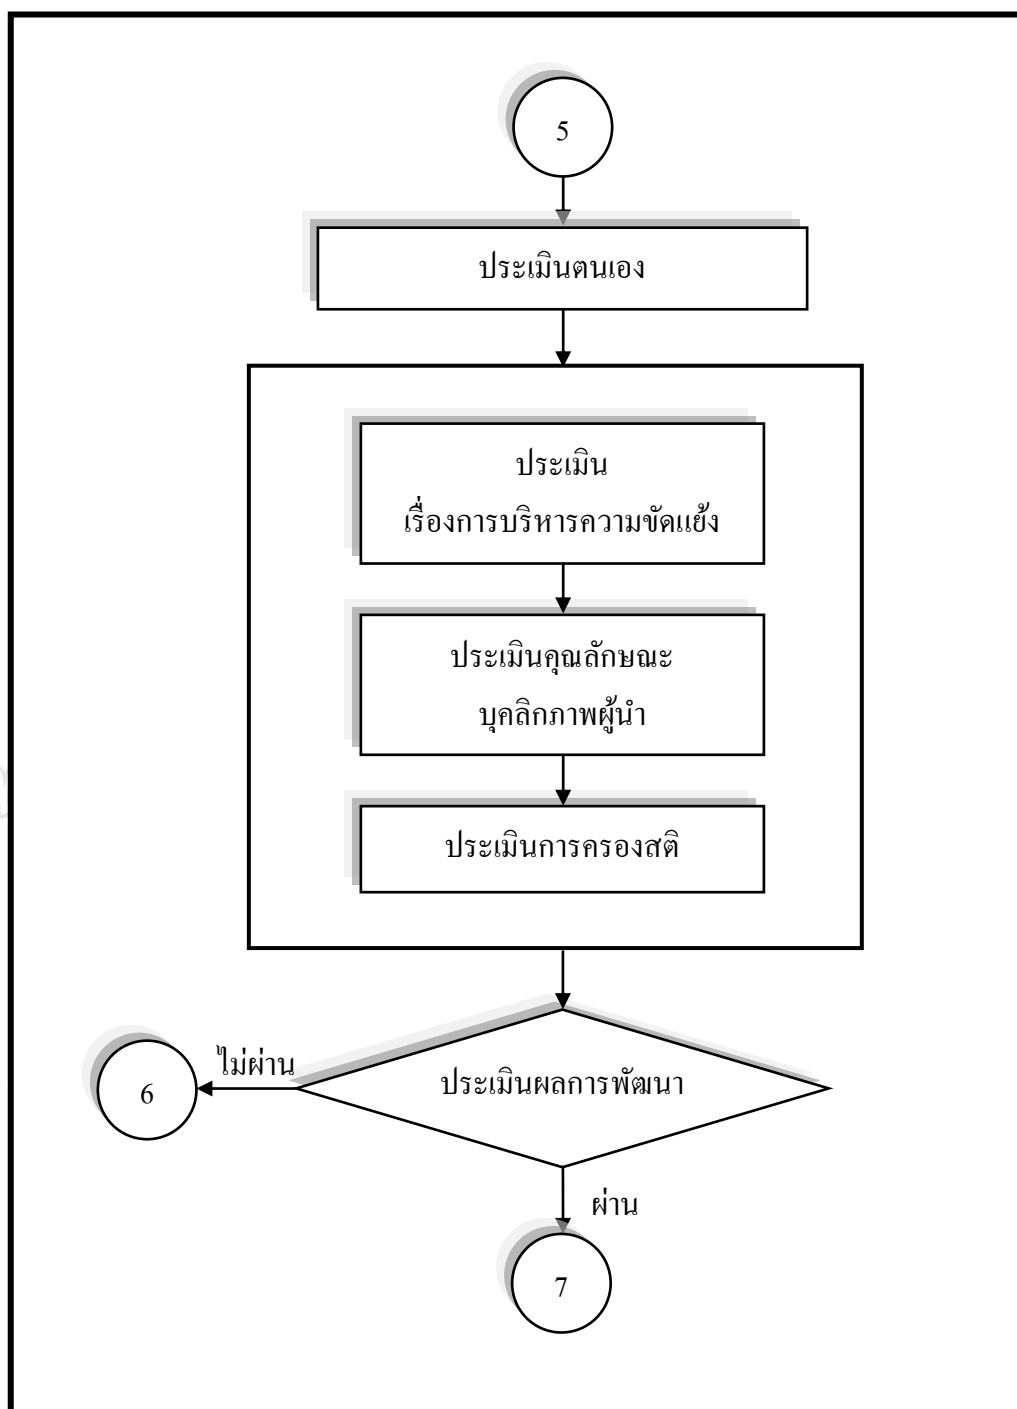 5
ประเมินตนเอง
ประเมิน
เรื่องการบริหารความขัดแย้ง
ประเมินคุณลักษณะ
บุคลิกภาพผู้นำ
ประเมินการครองสติ
ประเมินผลการพัฒนา
ไม่ผ่าน
6
ผ่าน
7